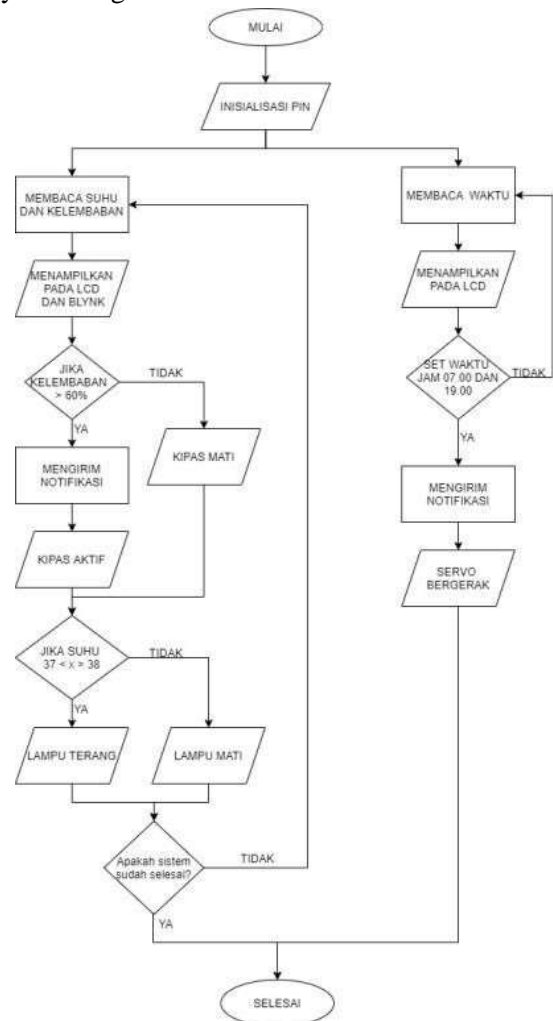 MULAI
INISIALISASI PIN
MEMBACA SUHU
DAN KELEMBABAN
MENAMPILKAN
PADA LCD
DAN BLYNK
JIKA
KELEMBABAN
> 60%
TIDAK
YA
MENGIRIM
NOTIFIKASI
KIPAS MATI
KIPAS AKTIF
JIKA SUHU
37 < x > 38
TIDAK
YA
LAMPU TERANG
LAMPU MATI
Apakah sistem
sudah selesai?
TIDAK
YA
MEMBACA WAKTU
MENAMPILKAN
PADA LCD
SET WAKTU
JAM 07.00 DAN
19.00
TIDAK
YA
MENGIRIM
NOTIFIKASI
SERVO
BERGERAK
SELESAI